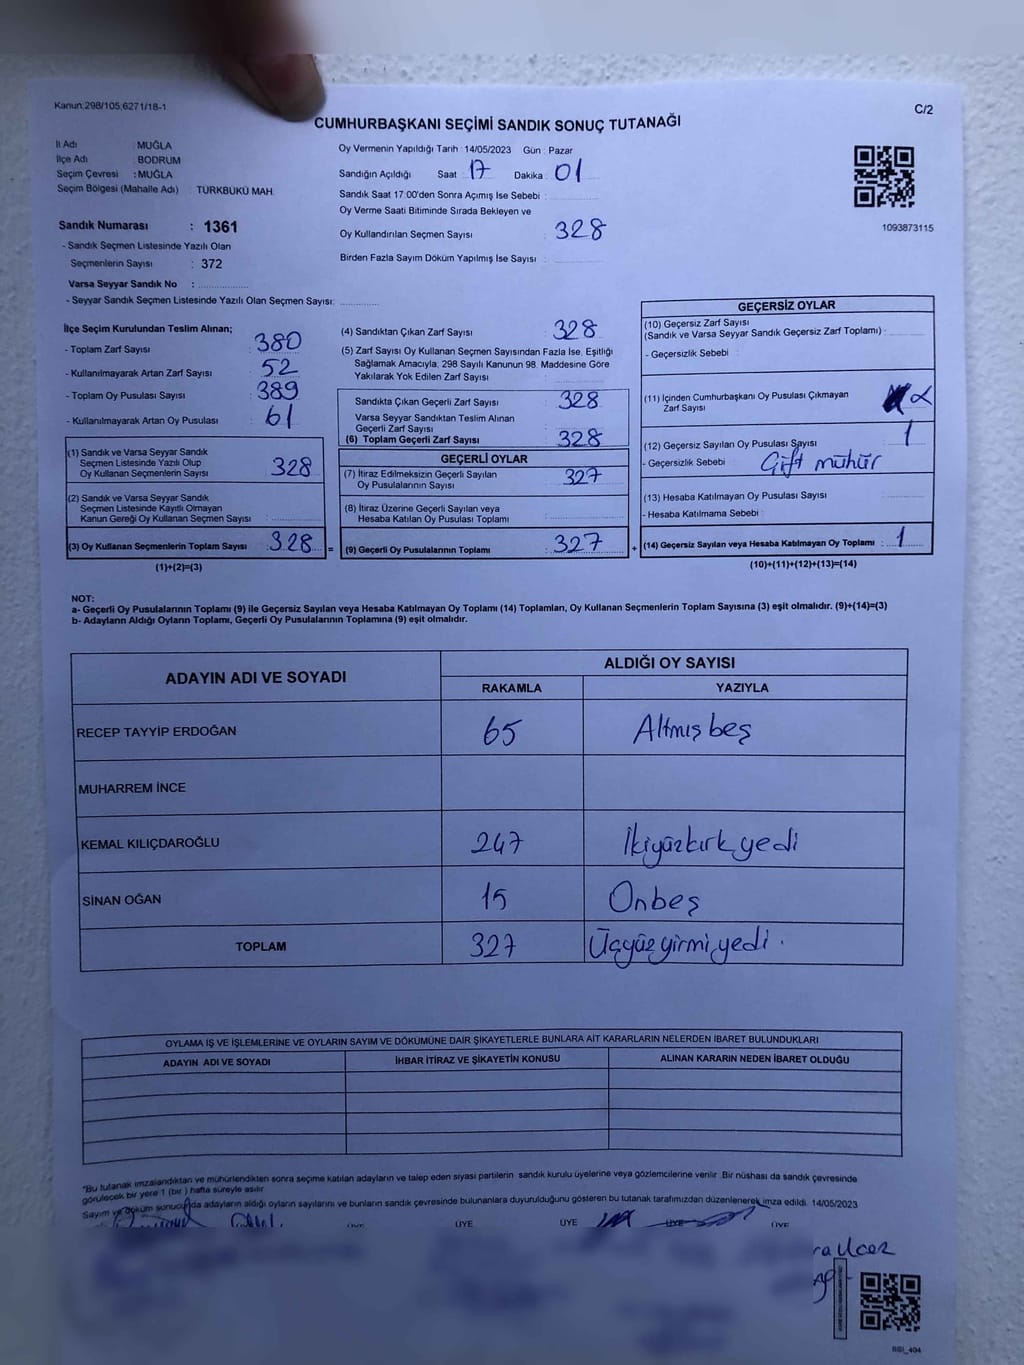 Kanun:298/105,6271/18-1
C/2
CUMHURBAŞKANI SEÇİMİ SANDIK SONUÇ TUTANAĞI
İl Adı : MUĞLA
İlçe Adı : BODRUM
Seçim Çevresi : MUĞLA
Seçim Bölgesi (Mahalle Adı) : TÜRKBÜKÜ MAH.
Sandık Numarası : 1361
- Sandık Seçmen Listesinde Yazılı Olan
Seçmenlerin Sayısı : 372
Varsa Seyyar Sandık No :
- Seyyar Sandık Seçmen Listesinde Yazılı Olan Seçmen Sayısı:
Oy Vermenin Yapıldığı Tarih : 14/05/2023 Gün : Pazar
Sandığın Açıldığı Saat : 17 Dakika : 01
Sandık Saat 17:00'den Sonra Açımış İse Sebebi :
Oy Verme Saati Bitiminde Sırada Bekleyen ve
Oy Kullandırılan Seçmen Sayısı : 328
Birden Fazla Sayım Döküm Yapılmış İse Sayısı :
1093873115
İlçe Seçim Kurulundan Teslim Alınan;
- Toplam Zarf Sayısı : 380
- Kullanılmayarak Artan Zarf Sayısı : 52
- Toplam Oy Pusulası Sayısı : 389
- Kullanılmayarak Artan Oy Pusulası : 61
(1) Sandık ve Varsa Seyyar Sandık
Seçmen Listesinde Yazılı Olup
Oy Kullanan Seçmenlerin Sayısı : 328
(2) Sandık ve Varsa Seyyar Sandık
Seçmen Listesinde Kayıtlı Olmayan
Kanun Gereği Oy Kullanan Seçmen Sayısı :
(3) Oy Kullanan Seçmenlerin Toplam Sayısı : 328
(1)+(2)=(3)
(4) Sandıktan Çıkan Zarf Sayısı : 328
(5) Zarf Sayısı Oy Kullanan Seçmen Sayısından Fazla İse, Eşitliği
Sağlamak Amacıyla, 298 Sayılı Kanunun 98. Maddesine Göre
Yakılarak Yok Edilen Zarf Sayısı :
Sandıkta Çıkan Geçerli Zarf Sayısı : 328
Varsa Seyyar Sandıktan Teslim Alınan
Geçerli Zarf Sayısı :
(6) Toplam Geçerli Zarf Sayısı : 328
GEÇERLİ OYLAR
(7) İtiraz Edilmeksizin Geçerli Sayılan
Oy Pusulalarının Sayısı : 327
(8) İtiraz Üzerine Geçerli Sayılan veya
Hesaba Katılan Oy Pusulası Toplamı :
= (9) Geçerli Oy Pusulalarının Toplamı : 327
GEÇERSİZ OYLAR
(10) Geçersiz Zarf Sayısı
(Sandık ve Varsa Seyyar Sandık Geçersiz Zarf Toplamı) :
- Geçersizlik Sebebi :
(11) İçinden Cumhurbaşkanı Oy Pusulası Çıkmayan
Zarf Sayısı :
(12) Geçersiz Sayılan Oy Pusulası Sayısı : 1
- Geçersizlik Sebebi : Çift mühür
(13) Hesaba Katılmayan Oy Pusulası Sayısı :
- Hesaba Katılmama Sebebi :
+ (14) Geçersiz Sayılan veya Hesaba Katılmayan Oy Toplamı : 1
(10)+(11)+(12)+(13)=(14)
NOT:
a- Geçerli Oy Pusulalarının Toplamı (9) ile Geçersiz Sayılan veya Hesaba Katılmayan Oy Toplamı (14) Toplamları, Oy Kullanan Seçmenlerin Toplam Sayısına (3) eşit olmalıdır. (9)+(14)=(3)
b- Adayların Aldığı Oyların Toplamı, Geçerli Oy Pusulalarının Toplamına (9) eşit olmalıdır.
ADAYIN ADI VE SOYADI
ALDIĞI OY SAYISI
RAKAMLA YAZIYLA
RECEP TAYYİP ERDOĞAN 65 Altmış beş
MUHARREM İNCE
KEMAL KILIÇDAROĞLU 247 İkiyüzkırk yedi
SİNAN OĞAN 15 Onbeş
TOPLAM 327 Üçyüz yirmi yedi.
OYLAMA İŞ VE İŞLEMLERİNE VE OYLARIN SAYIM VE DÖKÜMÜNE DAİR ŞİKAYETLERLE BUNLARA AİT KARARLARIN NELERDEN İBARET BULUNDUKLARI
ADAYIN ADI VE SOYADI İHBAR İTİRAZ VE ŞİKAYETİN KONUSU ALINAN KARARIN NEDEN İBARET OLDUĞU
*Bu tutanak imzalandıktan ve mühürlendikten sonra seçime katılan adayların ve talep eden siyasi partilerin sandık kurulu üyelerine veya gözlemcilerine verilir. Bir nüshası da sandık çevresinde
görülecek bir yere 1 (bir ) hafta süreyle asılır.
Sayım ve döküm sonucunda adayların aldığı oyların sayılarını ve bunların sandık çevresinde bulunanlara duyurulduğunu gösteren bu tutanak tarafımızdan düzenlenerek imza edildi. 14/05/2023
ÜYE ÜYE ÜYE ÜYE ÜYE